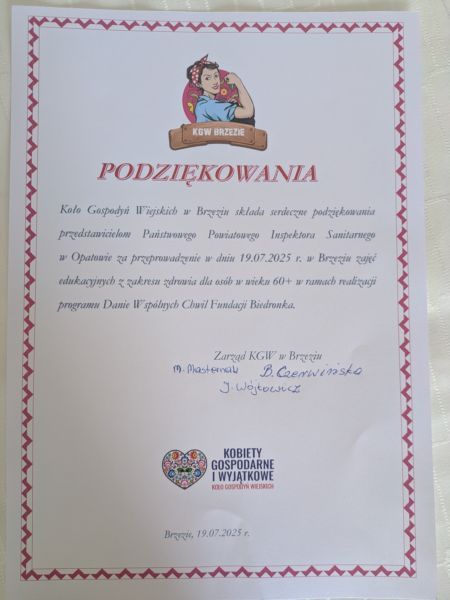 KGW BRZEZIE
PODZIĘKOWANIA
Koło Gospodyń Wiejskich w Brzeziu składa serdeczne podziękowania
przedstawicielom Państwowego Powiatowego Inspektora Sanitarnego
w Opatowie za przeprowadzenie w dniu 19.07.2025 r. w Brzeziu zajęć
edukacyjnych z zakresu zdrowia dla osób w wieku 60+ w ramach realizacji
programu Danie Wspólnych Chwil Fundacji Biedronka.
Zarząd KGW w Brzeziu
M. Masternak B. Czerwińska
J. Wójtowicz
KOBIETY
GOSPODARNE
I WYJĄTKOWE
KOŁO GOSPODYŃ WIEJSKICH
Brzezie, 19.07.2025 r.